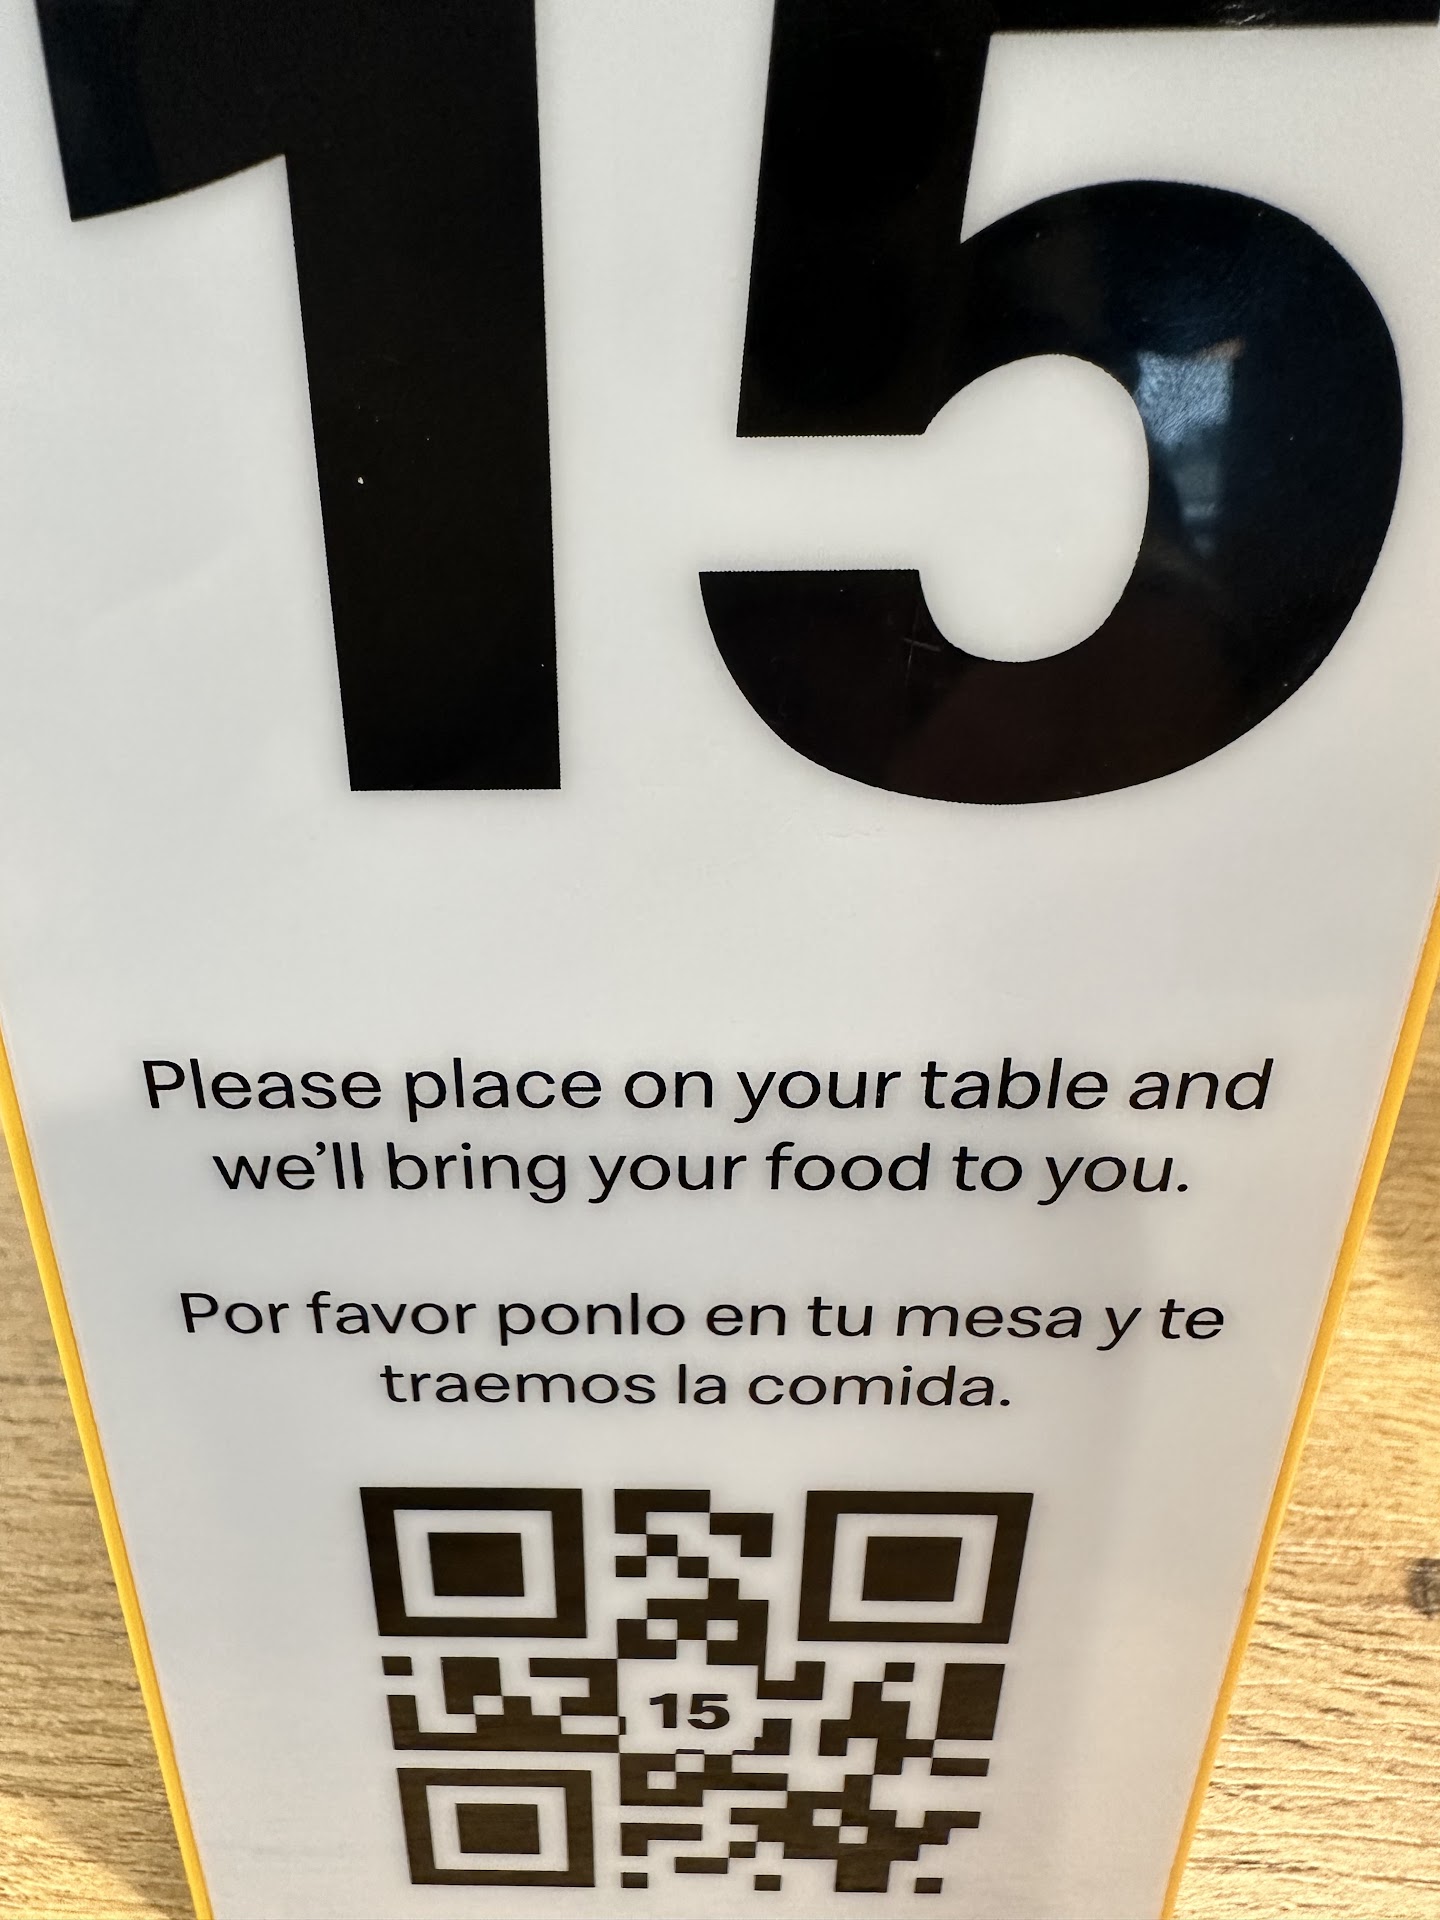 15
Please place on your table and
we'll bring your food to you.
Por favor ponlo en tu mesa y te
traemos la comida.
15